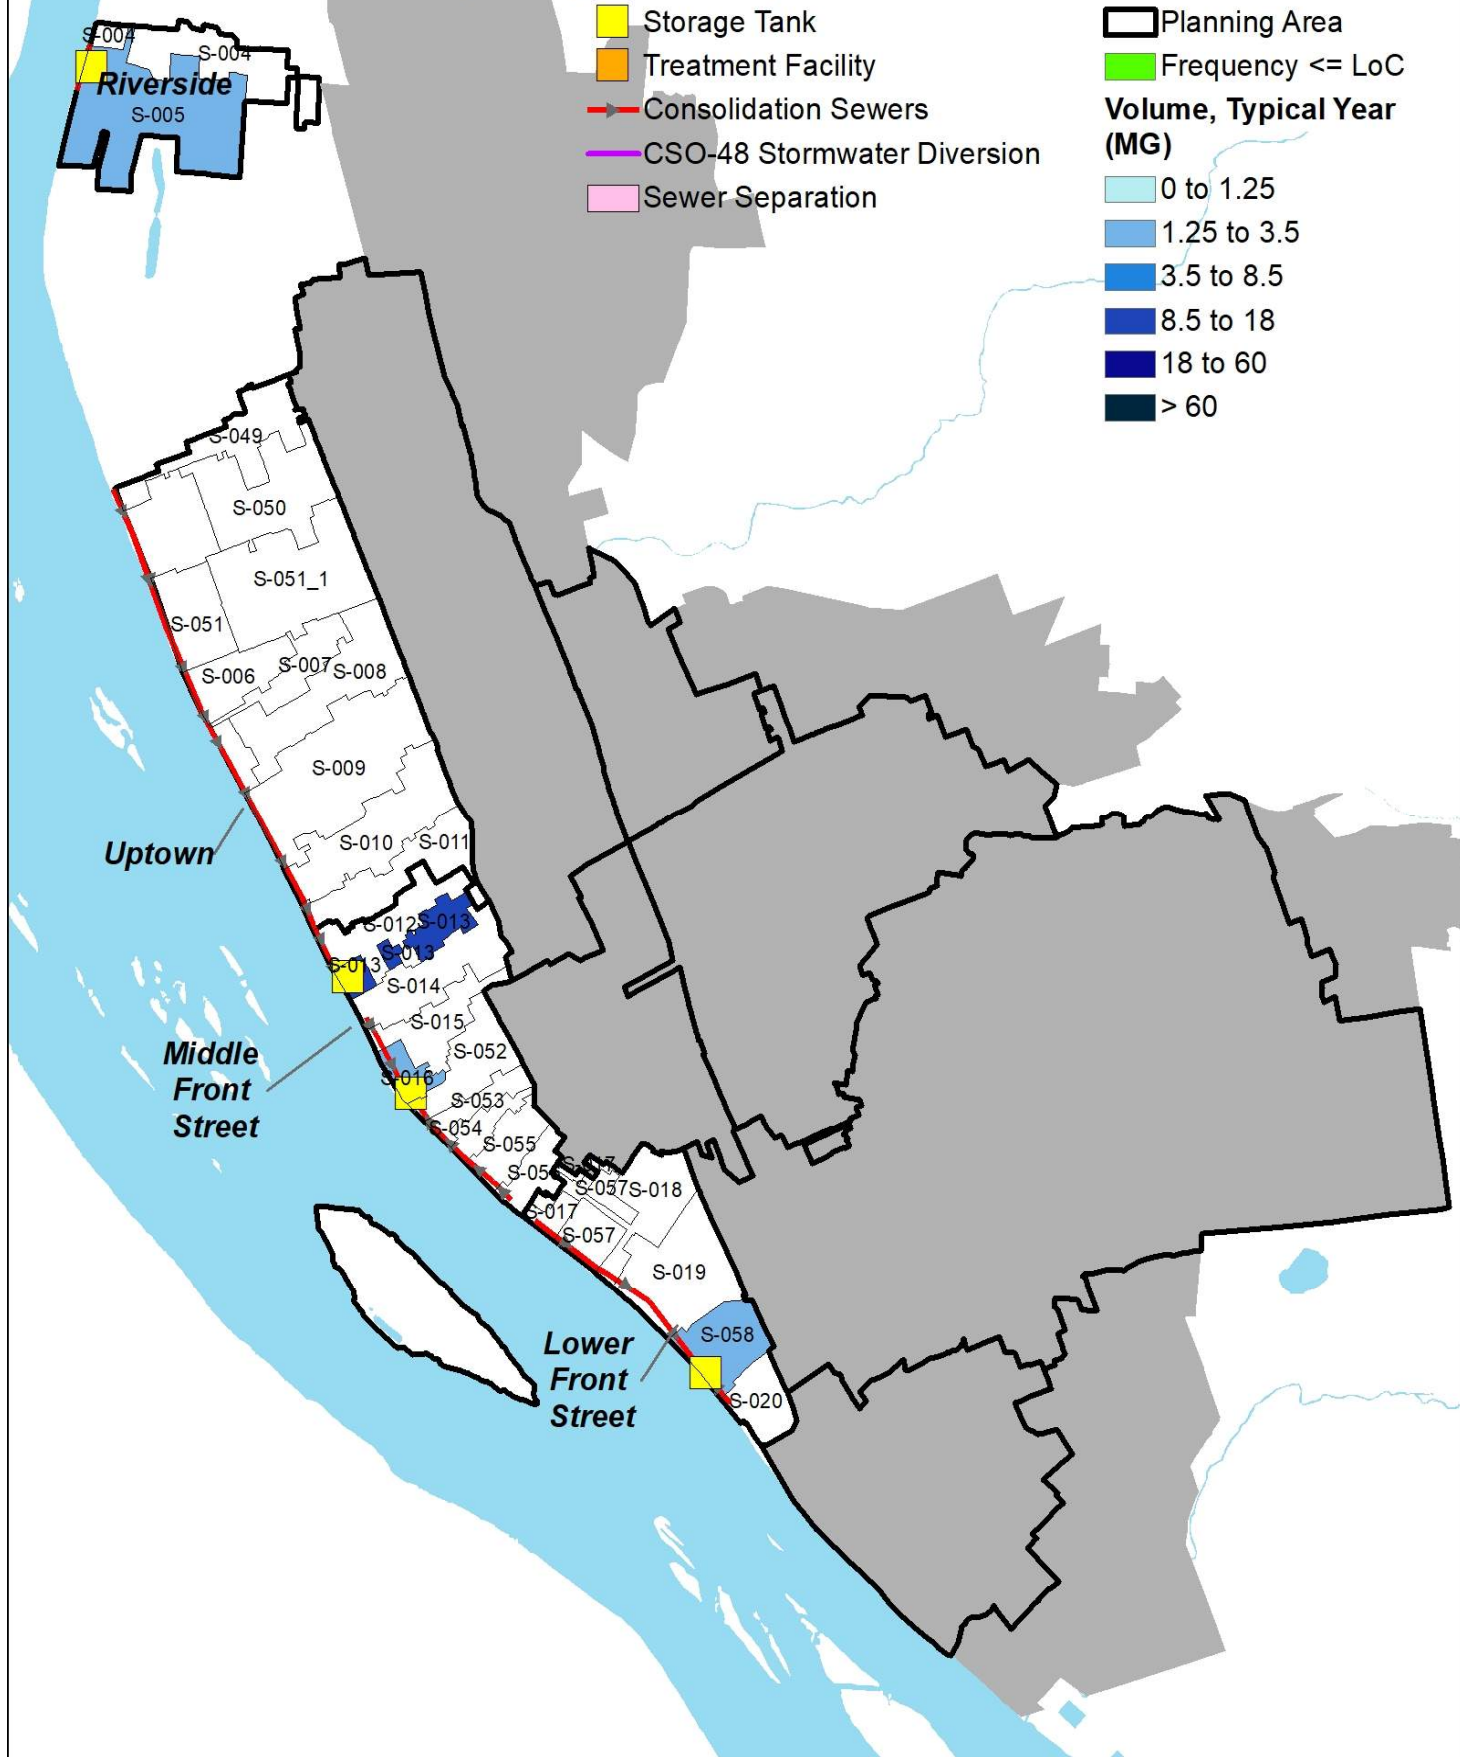 Storage Tank
Treatment Facility
Consolidation Sewers
CSO-48 Stormwater Diversion
Sewer Separation
Planning Area
Frequency <= LoC
Volume, Typical Year
(MG)
0 to 1.25
1.25 to 3.5
3.5 to 8.5
8.5 to 18
18 to 60
> 60
S-004
S-004
Riverside
S-005
S-049
S-050
S-051_1
S-051
S-006
S-007
S-008
S-009
S-010
S-011
Uptown
S-012
S-013
S-013
S-013
S-014
S-015
S-052
S-016
S-053
S-054
S-055
Middle
Front
Street
S-017
S-057
S-018
S-017
S-057
S-019
S-058
S-020
Lower
Front
Street